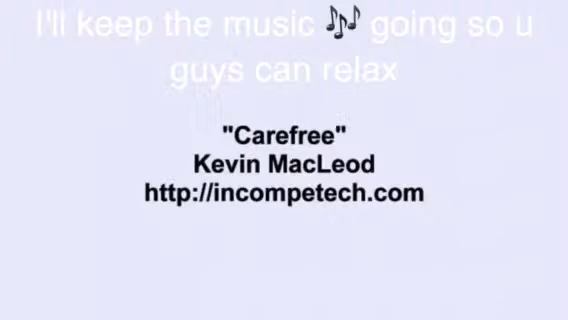 I'll keep the music 🎶 going so u
guys can relax
"Carefree"
Kevin MacLeod
http://incompetech.com